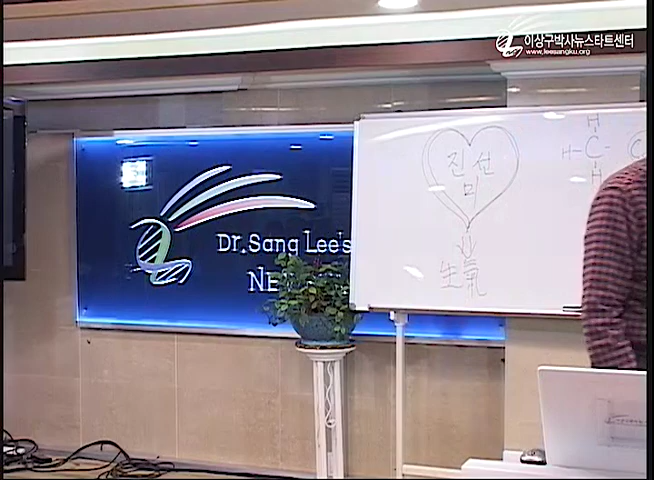 이상구박사뉴스타트센터
www.leesangku.org
Dr. Sang Lee's
NE
진 선
미
生氣
H
H-C-
H
C